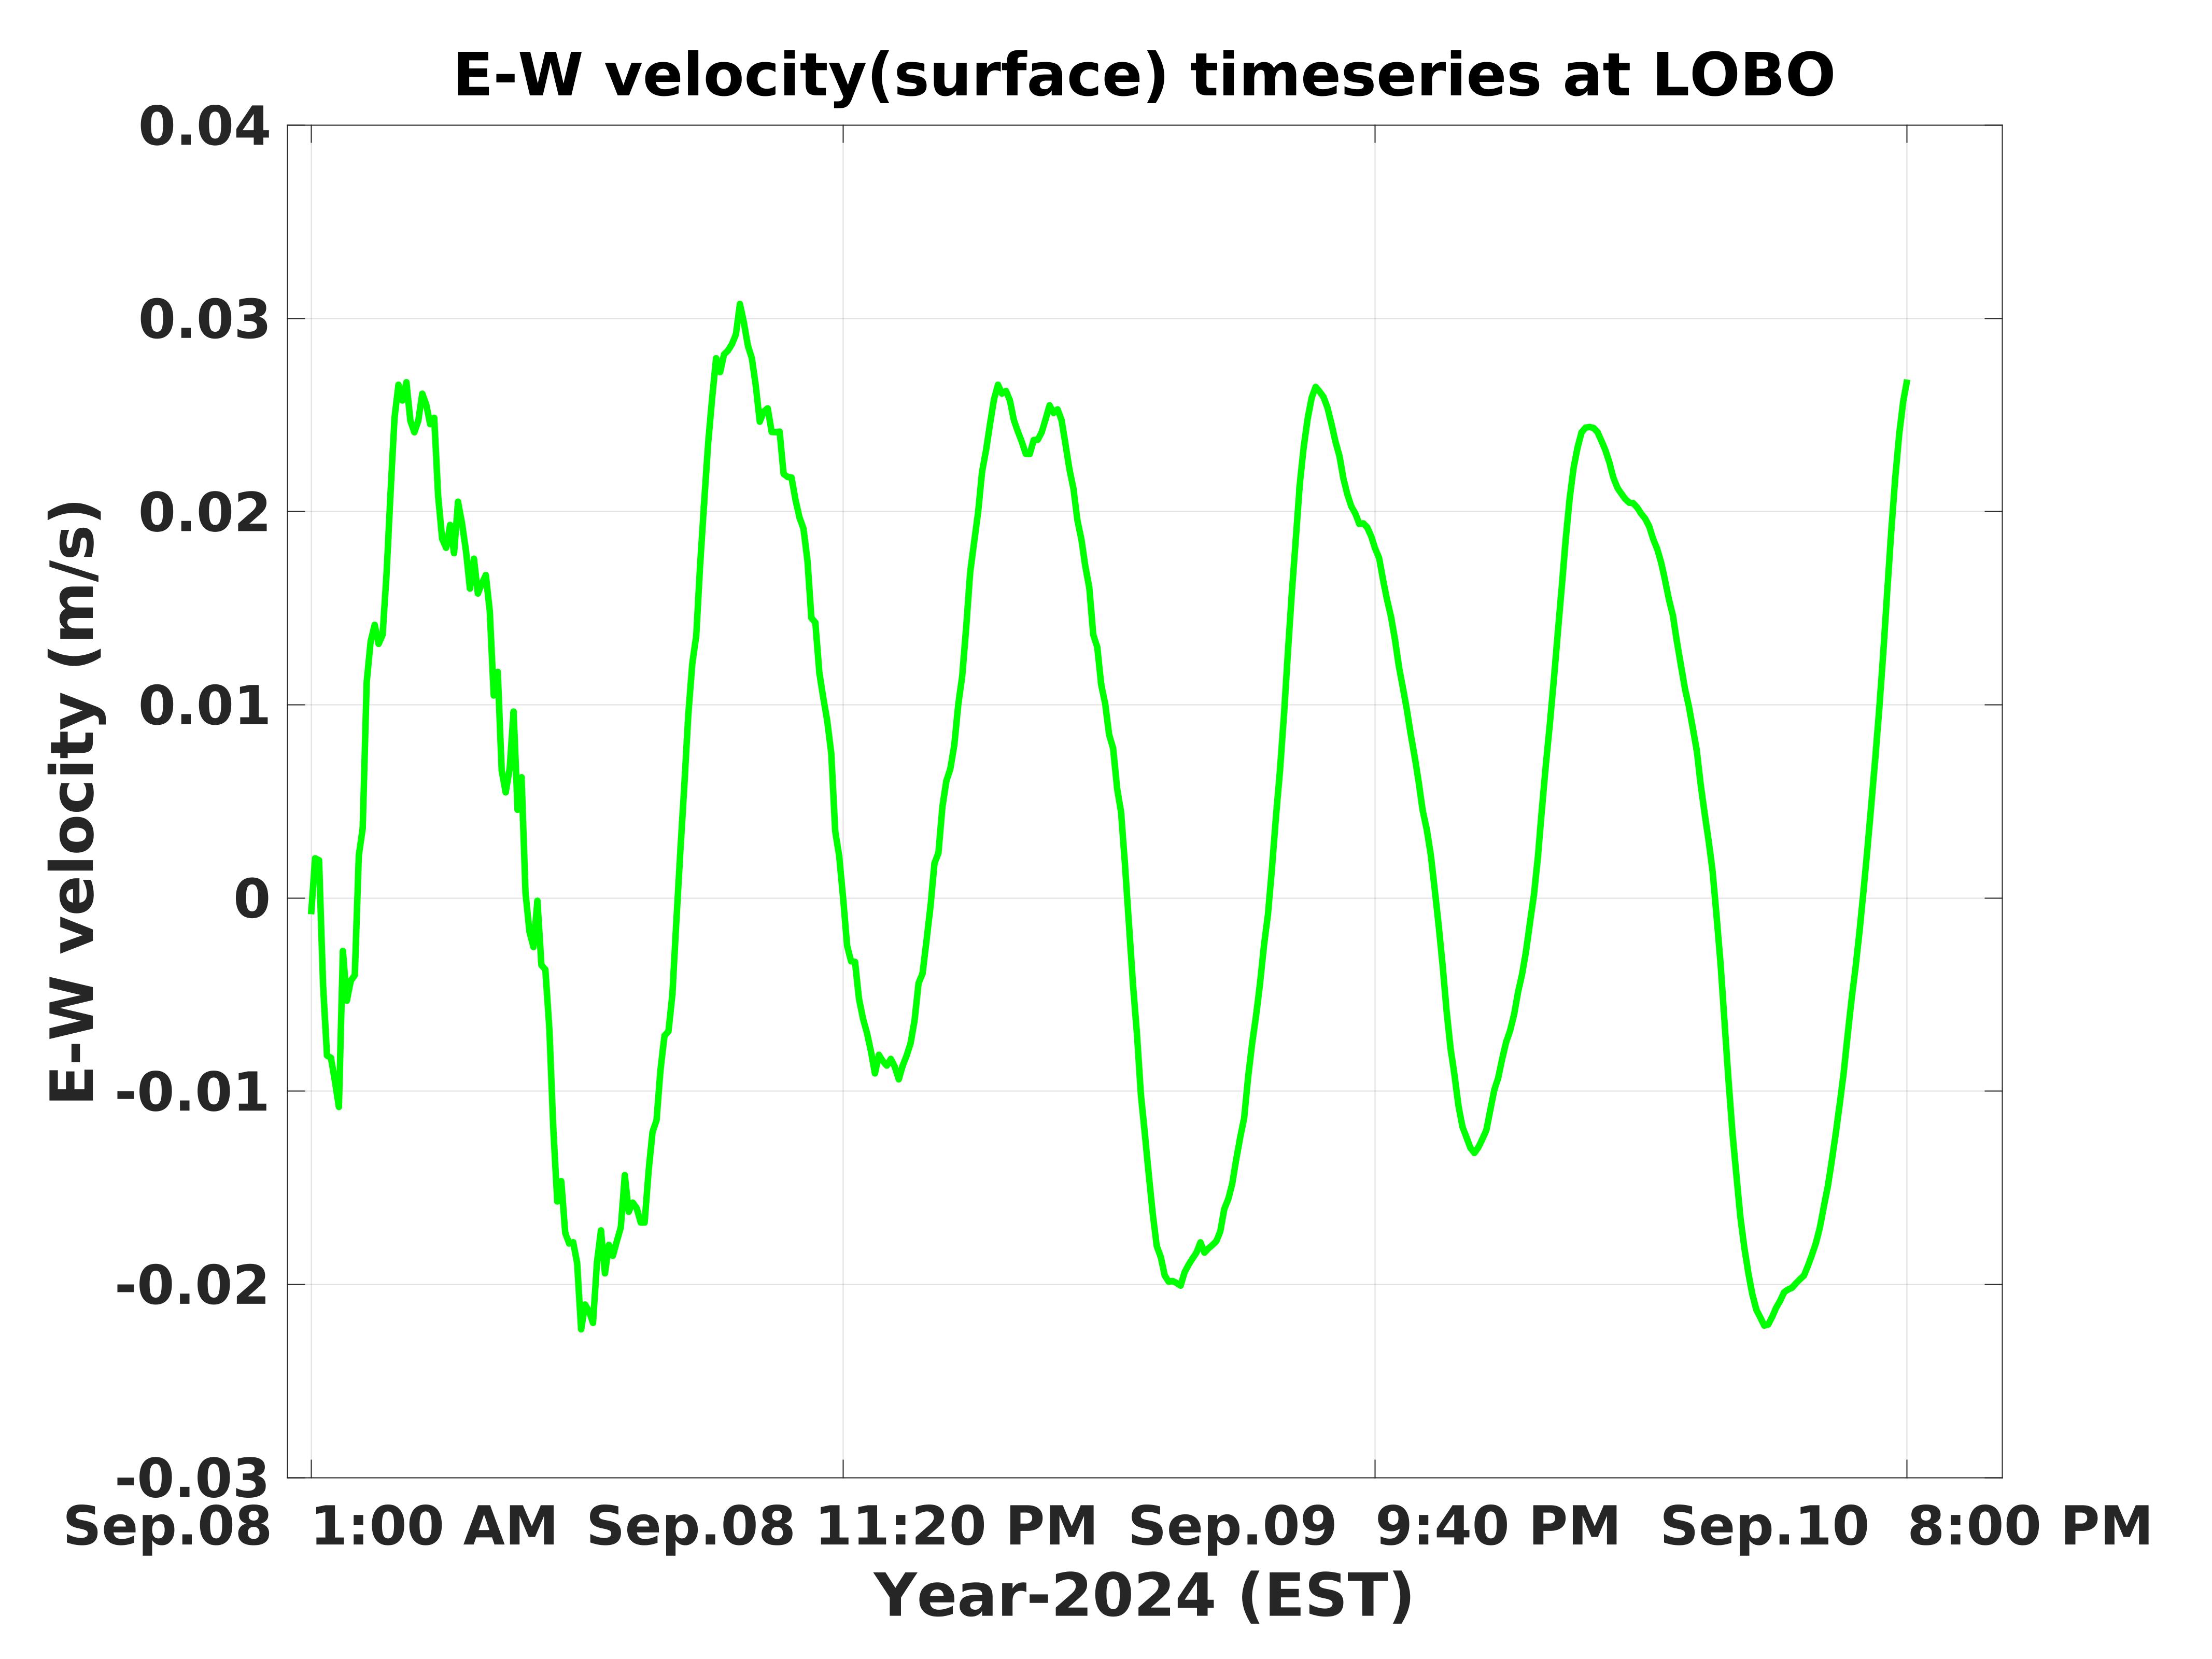 E-W velocity(surface) timeseries at LOBO
E-W velocity (m/s)
0.04
0.03
0.02
0.01
0
-0.01
-0.02
-0.03
Sep.08 1:00 AM Sep.08 11:20 PM Sep.09 9:40 PM Sep.10 8:00 PM
Year-2024 (EST)